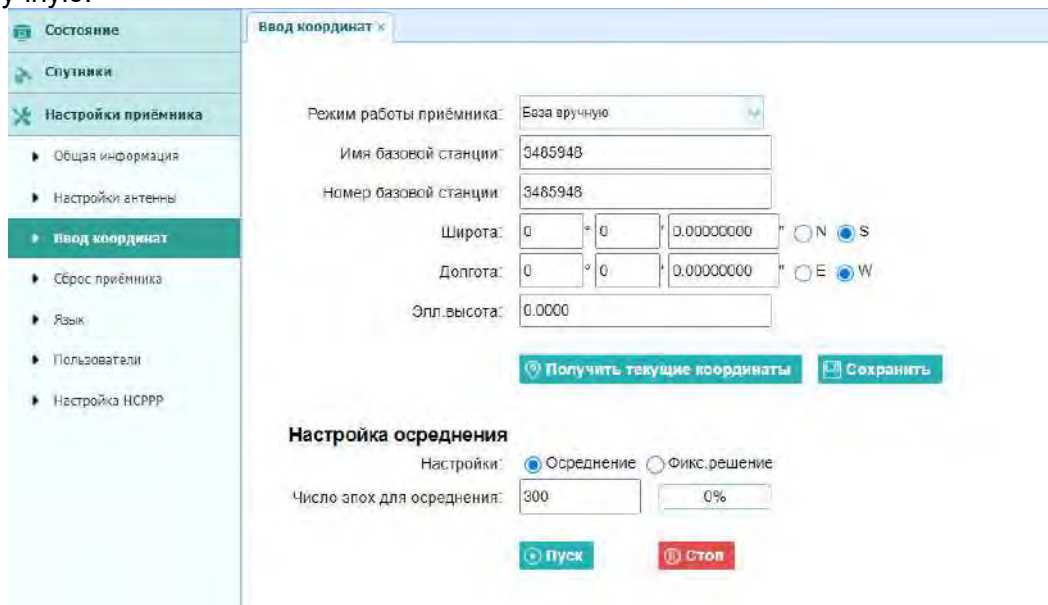 учную.
Состояние
Спутники
Настройки приёмника
Общая информация
Настройки антенны
Ввод координат
Сброс приёмника
Язык
Пользователи
Настройка HCPPP
Ввод координат ×
Режим работы приёмника: База вручную
Имя базовой станции: 3485948
Номер базовой станции: 3485948
Широта: 0 ° 0 ' 0.00000000 " N S
Долгота: 0 ° 0 ' 0.00000000 " E W
Элл.высота: 0.0000
Получить текущие координаты Сохранить
Настройка осреднения
Настройки: Осреднение Фикс.решение
Число эпох для осреднения: 300 0%
Пуск Стоп